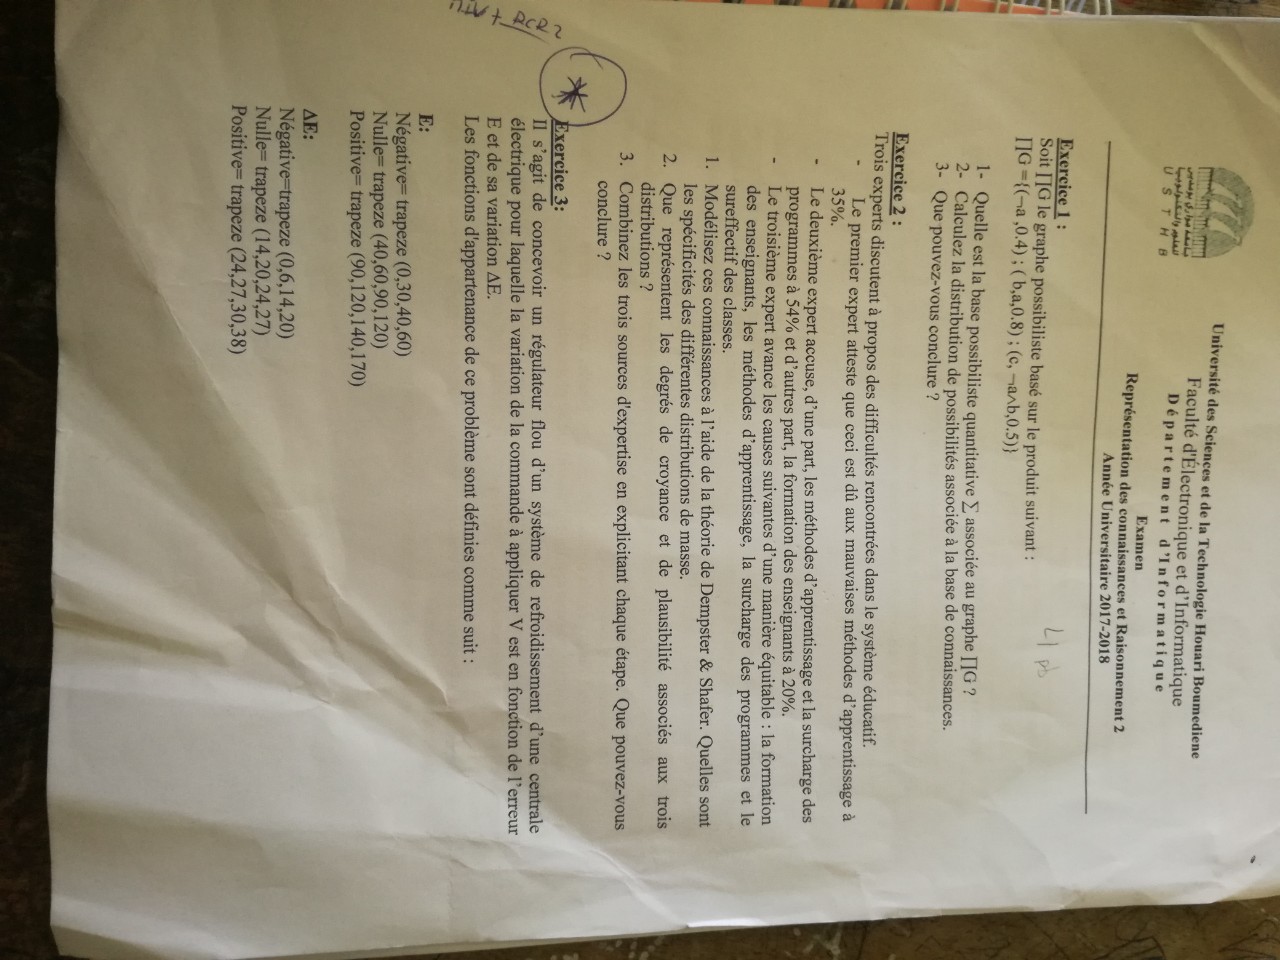 جامعة هواري بومدين
للعلوم والتكنولوجيا
U S T H B
Université des Sciences et de la Technologie Houari Boumediene
Faculté d'Électronique et d'Informatique
Département d'Informatique
Examen
Représentation des connaissances et Raisonnement 2
Année Universitaire 2017-2018
Exercice 1 :
Soit ∏G le graphe possibiliste basé sur le produit suivant :
∏G ={(¬a ,0.4) ; ( b,a,0.8) ; (c, ¬a∧b,0.5)}
1- Quelle est la base possibiliste quantitative ∑ associée au graphe ∏G ?
2- Calculez la distribution de possibilités associée à la base de connaissances.
3- Que pouvez-vous conclure ?
Exercice 2 :
Trois experts discutent à propos des difficultés rencontrées dans le système éducatif.
- Le premier expert atteste que ceci est dû aux mauvaises méthodes d'apprentissage à
35%.
- Le deuxième expert accuse, d'une part, les méthodes d'apprentissage et la surcharge des
programmes à 54% et d'autres part, la formation des enseignants à 20%.
- Le troisième expert avance les causes suivantes d'une manière équitable : la formation
des enseignants, les méthodes d'apprentissage, la surcharge des programmes et le
sureffectif des classes.
1. Modélisez ces connaissances à l'aide de la théorie de Dempster & Shafer. Quelles sont
les spécificités des différentes distributions de masse.
2. Que représentent les degrés de croyance et de plausibilité associés aux trois
distributions ?
3. Combinez les trois sources d'expertise en explicitant chaque étape. Que pouvez-vous
conclure ?
Exercice 3:
Il s'agit de concevoir un régulateur flou d'un système de refroidissement d'une centrale
électrique pour laquelle la variation de la commande à appliquer V est en fonction de l'erreur
E et de sa variation ΔE.
Les fonctions d'appartenance de ce problème sont définies comme suit :
E:
Négative= trapeze (0,30,40,60)
Nulle= trapeze (40,60,90,120)
Positive= trapeze (90,120,140,170)
ΔE:
Négative=trapeze (0,6,14,20)
Nulle= trapeze (14,20,24,27)
Positive= trapeze (24,27,30,38)